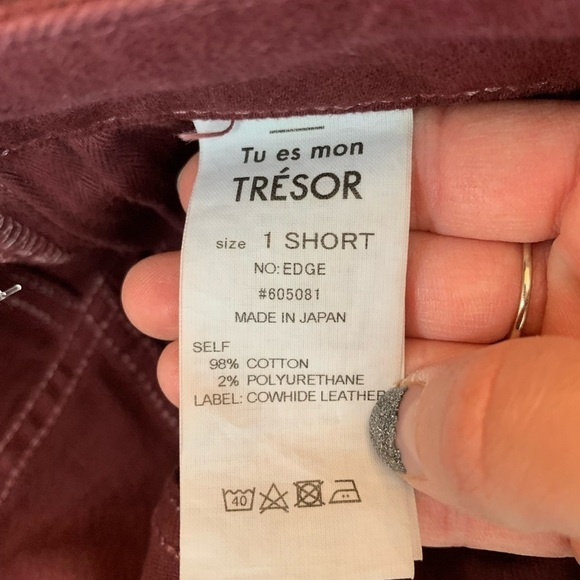 Tu es mon
TRÉSOR
size 1 SHORT
NO:EDGE
#605081
MADE IN JAPAN
SELF
98% COTTON
2% POLYURETHANE
LABEL: COWHIDE LEATHER
40